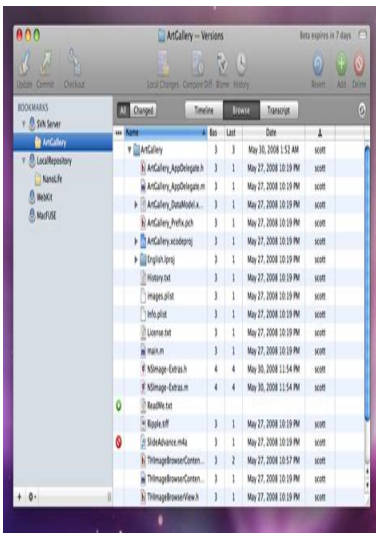 ArtGallery — Versions
Beta expires in 7 days
Update Commit Checkout Local Changes Compare Diff Blame History Revert Add Delete
BOOKMARKS
SVN Server
ArtGallery
LocalRepository
NanoLife
WebKit
MacFUSE
All Changed Timeline Browse Transcript
Name Bas Last Date
ArtGallery 3 3 May 30, 2008 1:52 AM scott
ArtGallery_AppDelegate.h 3 1 May 27, 2008 10:19 PM scott
ArtGallery_AppDelegate.m 3 1 May 27, 2008 10:19 PM scott
ArtGallery_DataModel.x... 3 1 May 27, 2008 10:19 PM scott
ArtGallery_Prefix.pch 3 1 May 27, 2008 10:19 PM scott
ArtGallery.xcodeproj 3 1 May 27, 2008 10:19 PM scott
English.lproj 3 1 May 27, 2008 10:19 PM scott
History.txt 3 1 May 27, 2008 10:19 PM scott
images.plist 3 1 May 27, 2008 10:19 PM scott
Info.plist 3 1 May 27, 2008 10:19 PM scott
License.txt 3 1 May 27, 2008 10:19 PM scott
main.m 3 1 May 27, 2008 10:19 PM scott
NSImage-Extras.h 4 4 May 30, 2008 11:54 PM scott
NSImage-Extras.m 4 4 May 30, 2008 11:54 PM scott
ReadMe.txt
Ripple.tiff 3 1 May 27, 2008 10:19 PM scott
SlideAdvance.m4a 3 1 May 27, 2008 10:19 PM scott
THImageBrowserConten... 3 2 May 27, 2008 10:57 PM scott
THImageBrowserConten... 3 1 May 27, 2008 10:19 PM scott
THImageBrowserView.h 3 1 May 27, 2008 10:19 PM scott